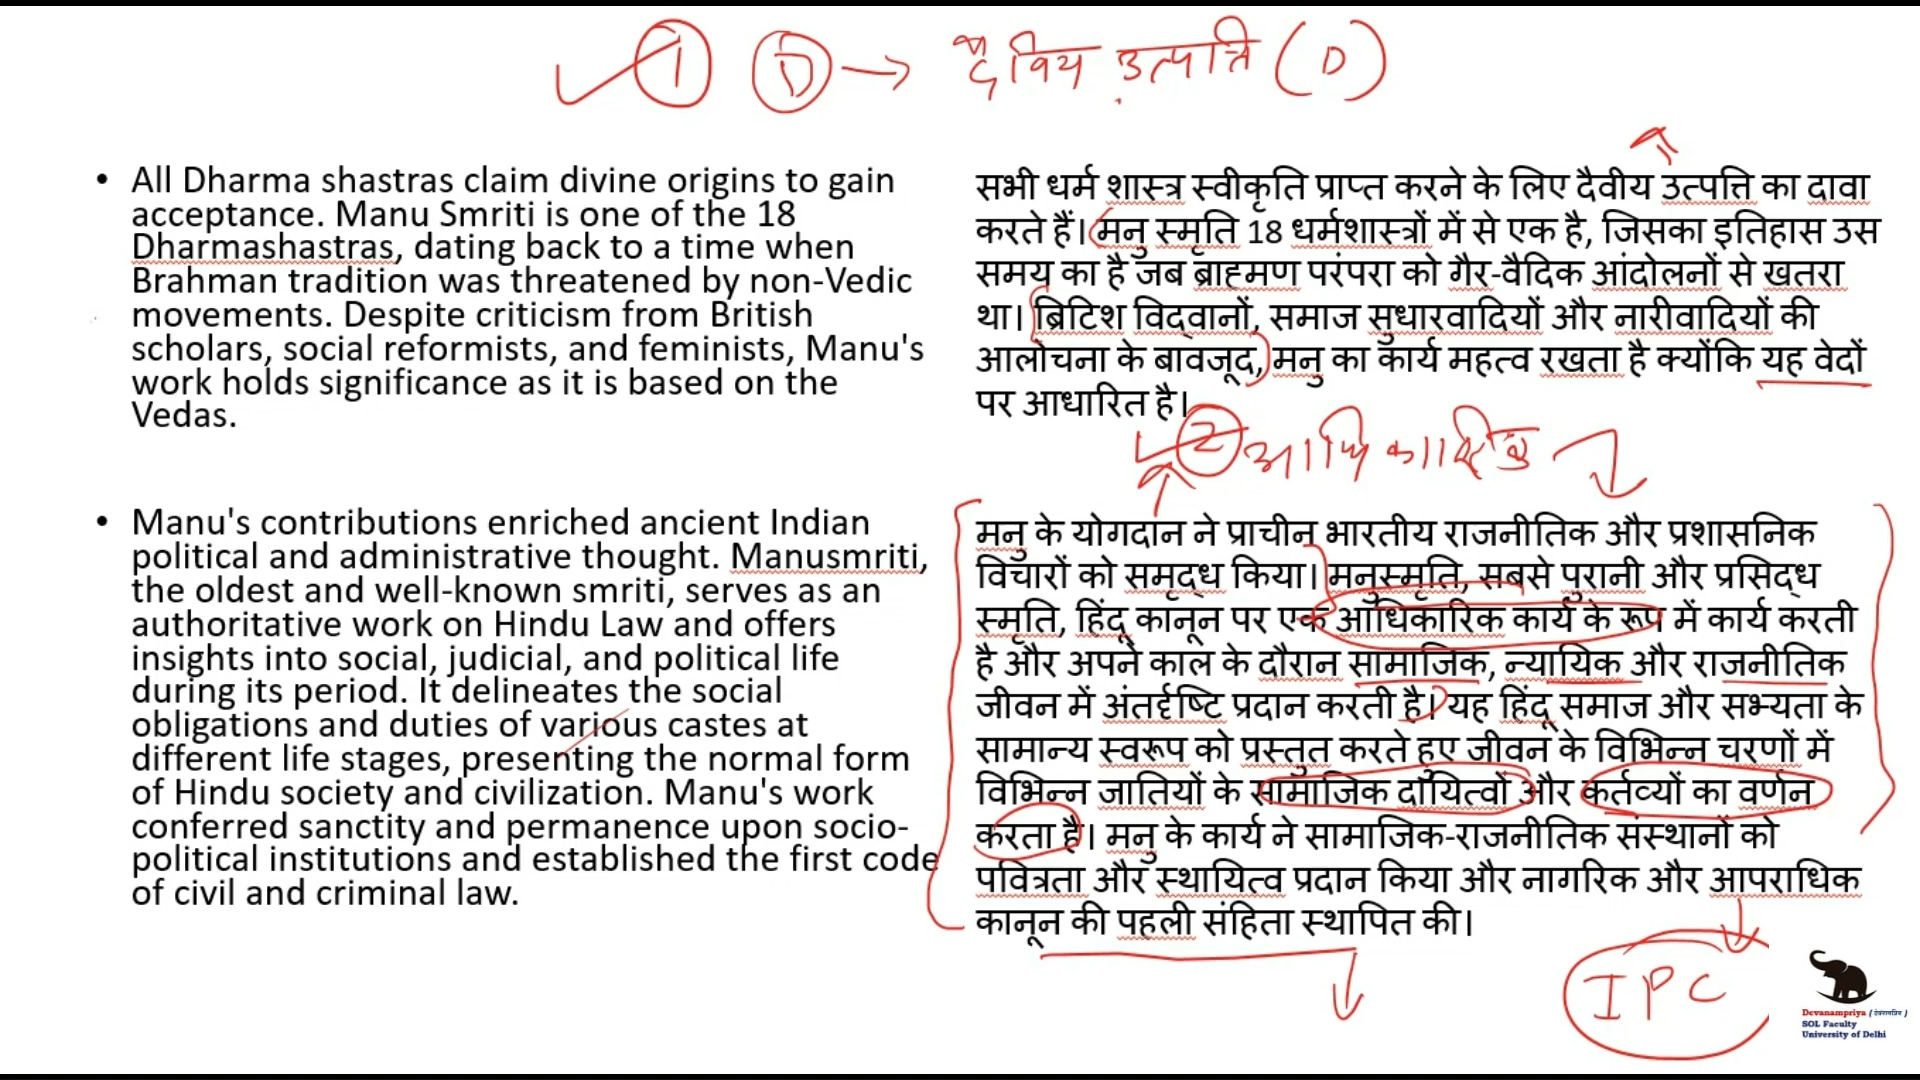 1 D → दैविय उत्पत्ति (D)
• All Dharma shastras claim divine origins to gain
acceptance. Manu Smriti is one of the 18
Dharmashastras, dating back to a time when
Brahman tradition was threatened by non-Vedic
movements. Despite criticism from British
scholars, social reformists, and feminists, Manu's
work holds significance as it is based on the
Vedas.
• Manu's contributions enriched ancient Indian
political and administrative thought. Manusmriti,
the oldest and well-known smriti, serves as an
authoritative work on Hindu Law and offers
insights into social, judicial, and political life
during its period. It delineates the social
obligations and duties of various castes at
different life stages, presenting the normal form
of Hindu society and civilization. Manu's work
conferred sanctity and permanence upon socio-
political institutions and established the first code
of civil and criminal law.
सभी धर्म शास्त्र स्वीकृति प्राप्त करने के लिए दैवीय उत्पत्ति का दावा
करते हैं। मनु स्मृति 18 धर्मशास्त्रों में से एक है, जिसका इतिहास उस
समय का है जब ब्राह्मण परंपरा को गैर-वैदिक आंदोलनों से खतरा
था। ब्रिटिश विद्वानों, समाज सुधारवादियों और नारीवादियों की
आलोचना के बावजूद, मनु का कार्य महत्व रखता है क्योंकि यह वेदों
पर आधारित है।
2
मनु के योगदान ने प्राचीन भारतीय राजनीतिक और प्रशासनिक
विचारों को समृद्ध किया। मनुस्मृति, सबसे पुरानी और प्रसिद्ध
स्मृति, हिंदू कानून पर एक आधिकारिक कार्य के रूप में कार्य करती
है और अपने काल के दौरान सामाजिक, न्यायिक और राजनीतिक
जीवन में अंतर्दृष्टि प्रदान करती है। यह हिंदू समाज और सभ्यता के
सामान्य स्वरूप को प्रस्तुत करते हुए जीवन के विभिन्न चरणों में
विभिन्न जातियों के सामाजिक दायित्वों और कर्तव्यों का वर्णन
करता है। मनु के कार्य ने सामाजिक-राजनीतिक संस्थानों को
पवित्रता और स्थायित्व प्रदान किया और नागरिक और आपराधिक
कानून की पहली संहिता स्थापित की।
IPC
Devanampriya (देवनामप्रिय)
SOL Faculty
University of Delhi